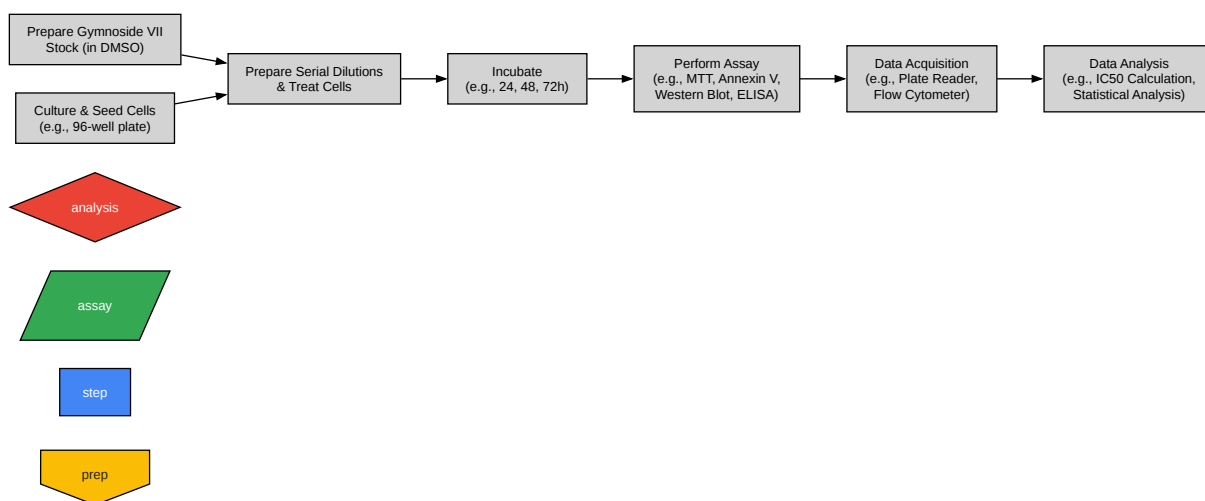 Prepare Gymnoside VII
Stock (in DMSO)
Culture & Seed Cells
(e.g., 96-well plate)
Prepare Serial Dilutions
& Treat Cells
Incubate
(e.g., 24, 48, 72h)
Perform Assay
(e.g., MTT, Annexin V,
Western Blot, ELISA)
Data Acquisition
(e.g., Plate Reader,
Flow Cytometer)
Data Analysis
(e.g., IC50 Calculation,
Statistical Analysis)
analysis
assay
step
prep